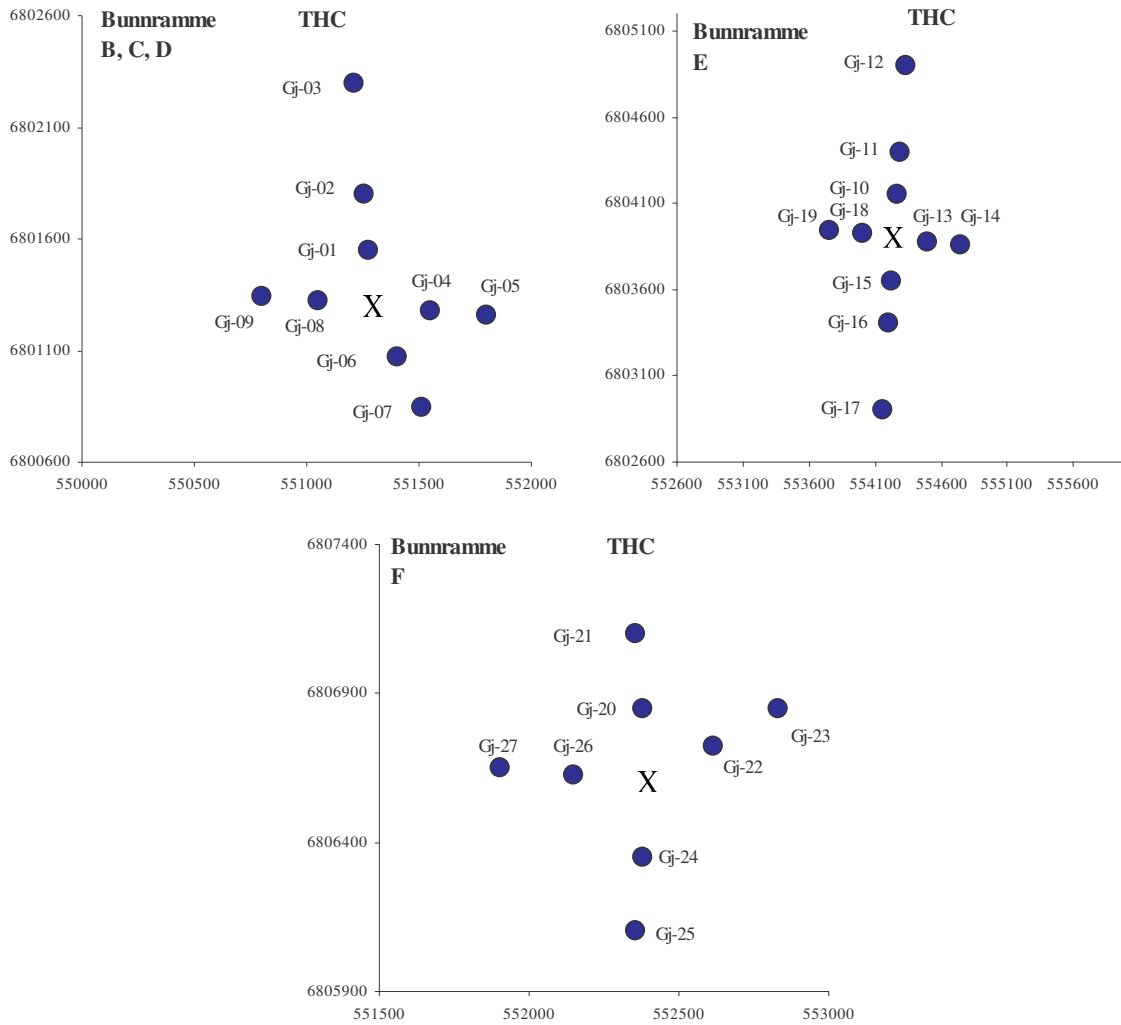 Bunnramme THC
B, C, D
6802600
6802100
6801600
6801100
6800600
550000 550500 551000 551500 552000
Gj-03
Gj-02
Gj-01
Gj-04 Gj-05
X
Gj-09 Gj-08
Gj-06
Gj-07
Bunnramme THC
E
6805100
6804600
6804100
6803600
6803100
6802600
552600 553100 553600 554100 554600 555100 555600
Gj-12
Gj-11
Gj-10
Gj-19 Gj-18 Gj-13 Gj-14
X
Gj-15
Gj-16
Gj-17
Bunnramme THC
F
6807400
6806900
6806400
6805900
551500 552000 552500 553000
Gj-21
Gj-20
Gj-23
Gj-27 Gj-26
Gj-22
X
Gj-24
Gj-25